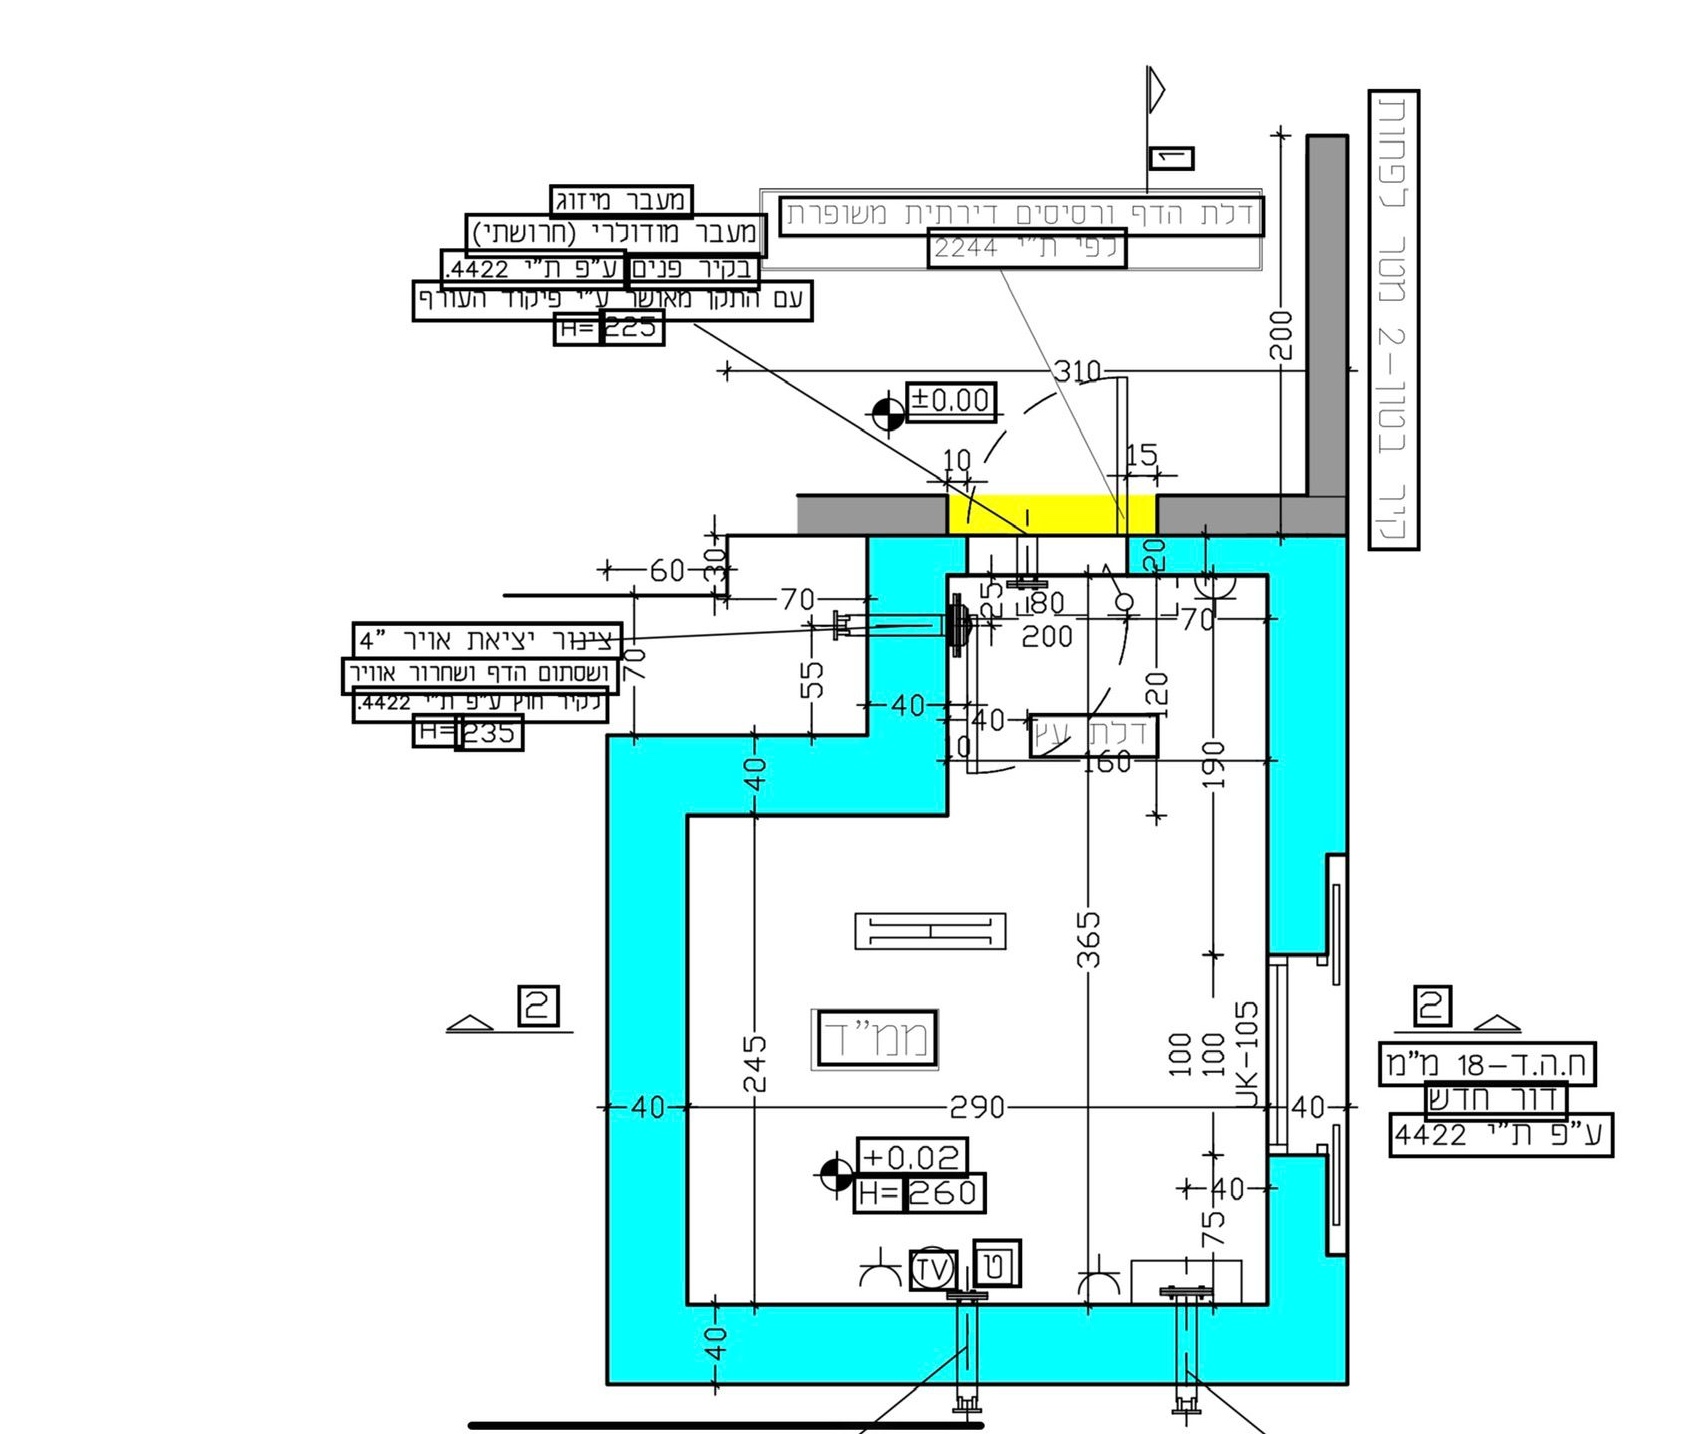 1
קיר בטון-2 מטר לפחות
מעבר מיזוג
מעבר מודולרי (חרושתי)
בקיר פנים ע"פ ת"י 4422.
עם התקן מאושר ע"י פיקוד העורף
H=225
דלת הדף ורסיסים דירתית משופרת
לפי ת"י 2244
200
310
±0.00
10
15
20
60
30
70
25
80
200
70
צינור יציאת אויר "4
ושסתום הדף ושחרור אוויר
לקיר חוץ ע"פ ת"י 4422.
H=235
70
55
40
40
120
דלת עץ
160
190
40
365
2
ממ"ד
245
100
100
UK-105
2
ח.ה.ד-18 מ"מ
דור חדש
ע"פ ת"י 4422
40
290
40
+0.02
H=260
40
75
TV
ט
40